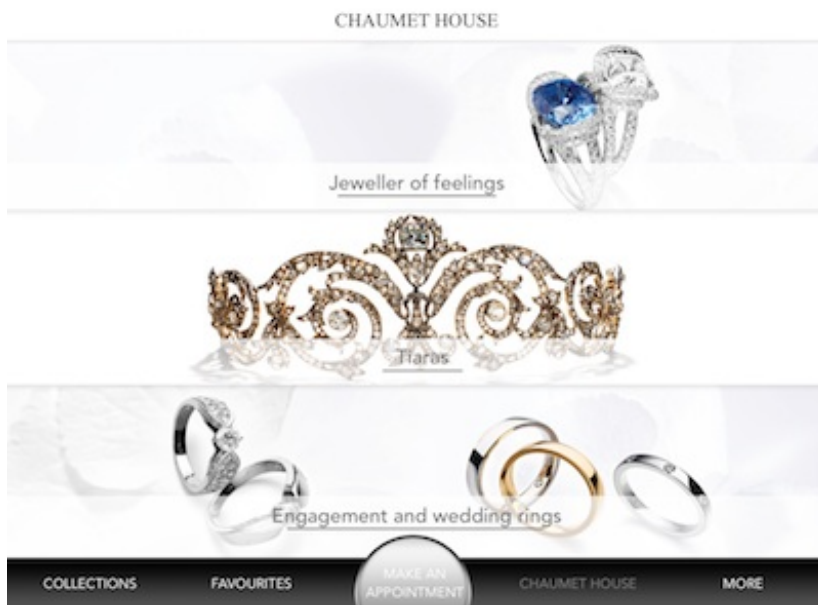 CHAUMET HOUSE
Jeweller of feelings
Tiaras
Engagement and wedding rings
COLLECTIONS
FAVOURITES
MAKE AN
APPOINTMENT
CHAUMET HOUSE
MORE